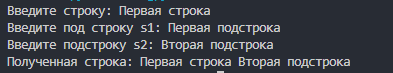 Введите строку: Первая строка
Введите под строку s1: Первая подстрока
Введите подстроку s2: Вторая подстрока
Полученная строка: Первая строка Вторая подстрока